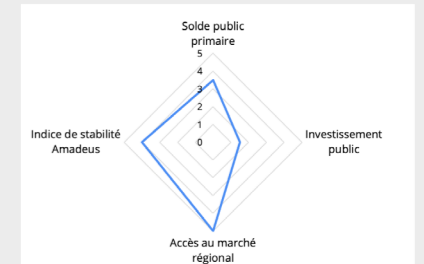 Solde public
primaire
5
4
3
2
1
0
Indice de stabilité
Amadeus
Investissement
public
Accès au marché
régional